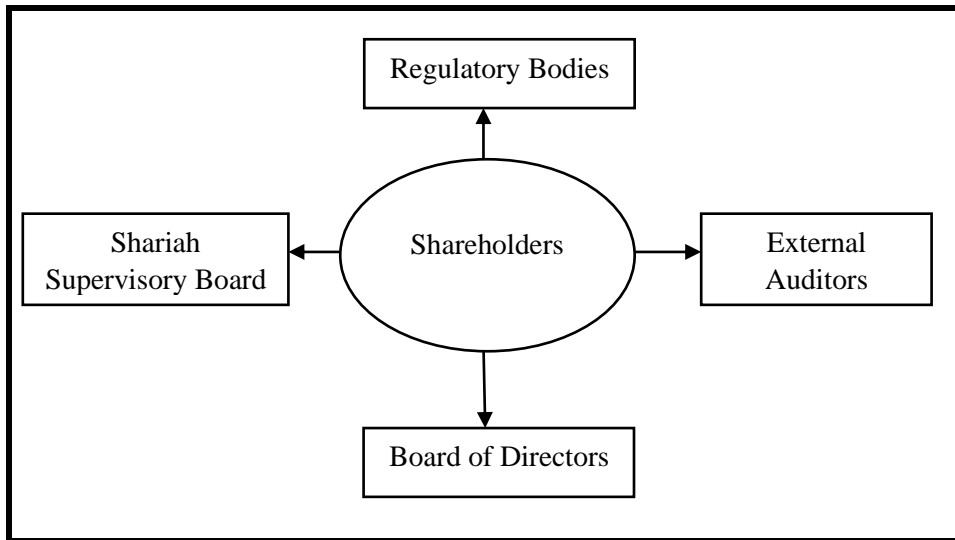 Regulatory Bodies
Shariah
Supervisory Board
Shareholders
External
Auditors
Board of Directors